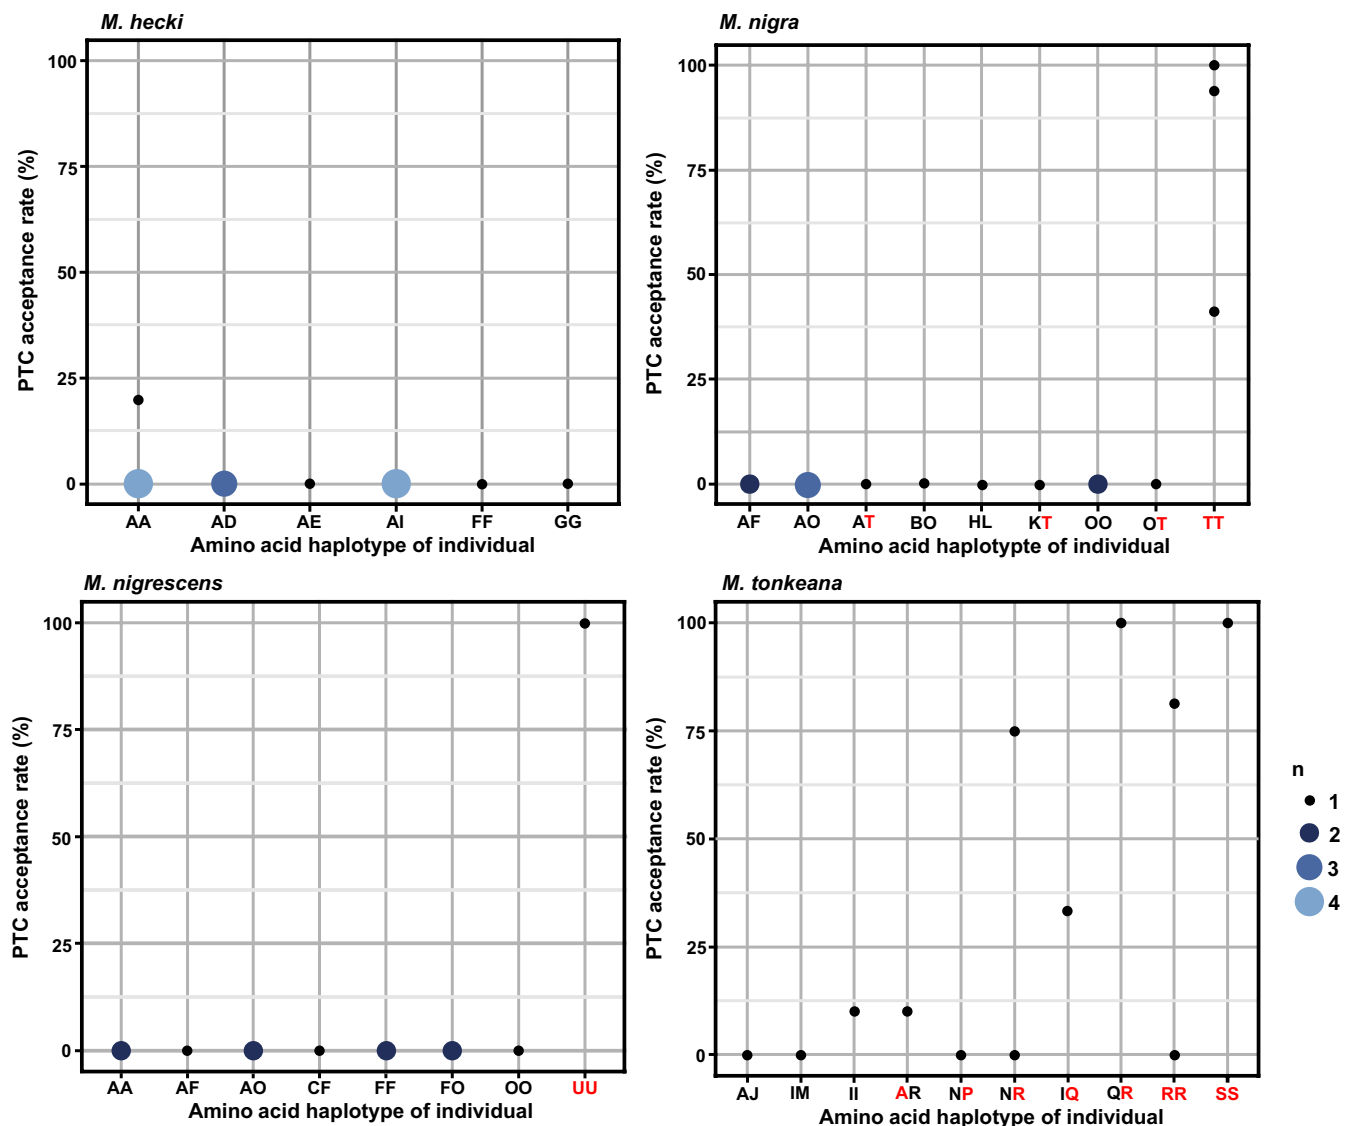 M. hecki
PTC acceptance rate (%)
100
75
50
25
0
AA AD AE AI FF GG
Amino acid haplotype of individual
M. nigra
PTC acceptance rate (%)
100
75
50
25
0
AF AO AT BO HL KT OO OT TT
Amino acid haplotypte of individual
M. nigrescens
PTC acceptance rate (%)
100
75
50
25
0
AA AF AO CF FF FO OO UU
Amino acid haplotype of individual
M. tonkeana
PTC acceptance rate (%)
100
75
50
25
0
AJ IM II AR NP NR IQ QR RR SS
Amino acid haplotype of individual
n
1
2
3
4